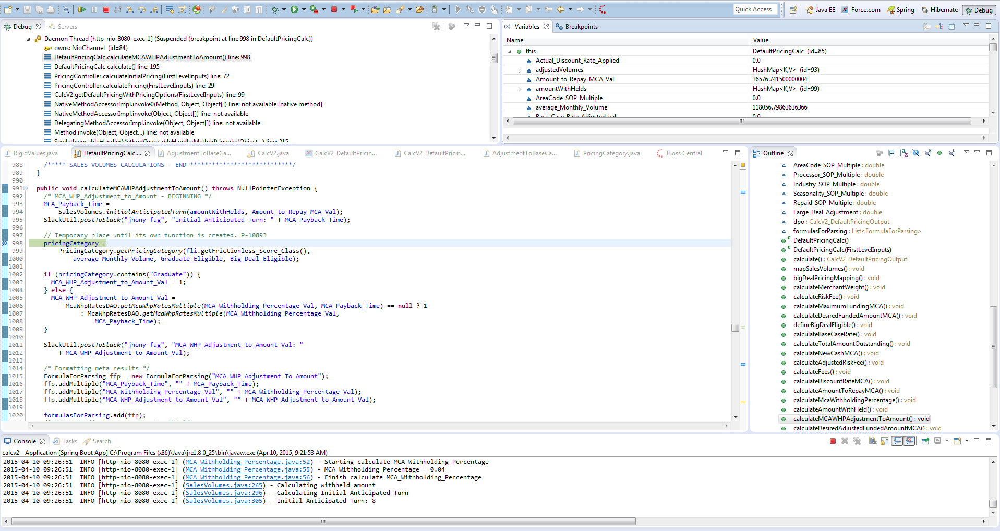 Quick Access
Java EE
Force.com
Spring
Hibernate
Debug
Debug
Servers
Daemon Thread [http-nio-8080-exec-1] (Suspended (breakpoint at line 998 in DefaultPricingCalc))
owns: NioChannel  (id=84)
DefaultPricingCalc.calculateMCAWHPAdjustmentToAmount() line: 998
DefaultPricingCalc.calculate() line: 195
PricingController.calculateInitialPricing(FirstLevelInputs) line: 72
PricingController.calculatePricing(FirstLevelInputs) line: 29
CalcV2.getDefaultPricingWithPricingOptions(FirstLevelInputs) line: 99
NativeMethodAccessorImpl.invoke0(Method, Object, Object[]) line: not available [native method]
NativeMethodAccessorImpl.invoke(Object, Object[]) line: not available
DelegatingMethodAccessorImpl.invoke(Object, Object[]) line: not available
Method.invoke(Object, Object...) line: not available
ServletInvocableHandlerMethod(InvocableHandlerMethod).invoke(Object...) line: 215
(x)= Variables
Breakpoints
Name Value
this DefaultPricingCalc  (id=85)
Actual_Discount_Rate_Applied 0.0
adjustedVolumes HashMap<K,V>  (id=93)
Amount_to_Repay_MCA_Val 36576.741500000004
amountWithHelds HashMap<K,V>  (id=99)
AreaCode_SOP_Multiple 0.0
average_Monthly_Volume 118056.79863636366
Base_Case_Rate_Adjusted_val 0.0
RigidValues.java
DefaultPricingCalc....
AdjustmentToBaseCa...
CalcV2.java
CalcV2_DefaultPricin...
CalcV2_DefaultPricin...
AdjustmentToBaseCa...
PricingCategory.java
JBoss Central
988 /***** SALES VOLUMES CALCULATIONS - END ****************************/
989 }
990
991 public void calculateMCAWHPAdjustmentToAmount() throws NullPointerException {
992 /* MCA_WHP_Adjustment_to_Amount - BEGINNING */
993 MCA_Payback_Time =
994 SalesVolumes.initialAnticipatedTurn(amountWithHelds, Amount_to_Repay_MCA_Val);
995 SlackUtil.postToSlack("jhony-fag", "Initial Anticipated Turn: " + MCA_Payback_Time);
996
997 // Temporary place until its own function is created. P-10893
998 pricingCategory =
999 PricingCategory.getPricingCategory(fli.getFrictionless_Score_Class(),
1000 average_Monthly_Volume, Graduate_Eligible, Big_Deal_Eligible);
1001
1002 if (pricingCategory.contains("Graduate")) {
1003 MCA_WHP_Adjustment_to_Amount_Val = 1;
1004 } else {
1005 MCA_WHP_Adjustment_to_Amount_Val =
1006 McaWhpRatesDAO.getMcaWhpRatesMultiple(MCA_Withholding_Percentage_Val, MCA_Payback_Time) == null ? 1
1007 : McaWhpRatesDAO.getMcaWhpRatesMultiple(MCA_Withholding_Percentage_Val,
1008 MCA_Payback_Time);
1009 }
1010
1011 SlackUtil.postToSlack("jhony-fag", "MCA_WHP_Adjustment_to_Amount_Val: "
1012 + MCA_WHP_Adjustment_to_Amount_Val);
1013
1014 /* Formatting meta results */
1015 FormulaForParsing ffp = new FormulaForParsing("MCA WHP Adjustment To Amount");
1016 ffp.addMultiple("MCA_Payback_Time", "" + MCA_Payback_Time);
1017 ffp.addMultiple("MCA_Withholding_Percentage_Val", "" + MCA_Withholding_Percentage_Val);
1018 ffp.addMultiple("MCA_WHP_Adjustment_to_Amount_Val", "" + MCA_WHP_Adjustment_to_Amount_Val);
1019
1020 formulasForParsing.add(ffp);
Outline
AreaCode_SOP_Multiple : double
Processor_SOP_Multiple : double
Industry_SOP_Multiple : double
Seasonality_SOP_Multiple : double
Repaid_SOP_Multiple : double
Large_Deal_Adjustment : double
dpo : CalcV2_DefaultPricingOutput
formulasForParsing : List<FormulaForParsing>
DefaultPricingCalc()
DefaultPricingCalc(FirstLevelInputs)
calculate() : CalcV2_DefaultPricingOutput
mapSalesVolumes() : void
bigDealPricingMapping() : void
calculateMerchantWeight() : void
calculateRiskFee() : void
calculateMaximumFundingMCA() : void
calculateDesiredFundedAmountMCA() : void
defineBigDealEligible() : void
calculateBaseCaseRate() : void
calculateTotalAmountOutstanding() : void
calculateNewCashMCA() : void
calculateAdjustedRiskFee() : void
calculateFees() : void
calculateDiscountRateMCA() : void
calculateAmountToRepayMCA() : void
calculateMcaWithholdingPercentage() : void
calculateAmountWithHeld() : void
calculateMCAWHPAdjustmentToAmount() : void
calculateDesiredAdjustedFundedAmountMCA() : void
Console
Tasks
Search
calcv2 - Application [Spring Boot App] C:\Program Files (x86)\Java\jre1.8.0_25\bin\javaw.exe (Apr 10, 2015, 9:21:53 AM)
2015-04-10 09:26:51  INFO [http-nio-8080-exec-1] (MCA_Withholding_Percentage.java:52) - Starting calculate MCA_Withholding_Percentage
2015-04-10 09:26:51  INFO [http-nio-8080-exec-1] (MCA_Withholding_Percentage.java:55) - MCA_Withholding_Percentage = 0.04
2015-04-10 09:26:51  INFO [http-nio-8080-exec-1] (MCA_Withholding_Percentage.java:56) - Finish calculate MCA_Withholding_Percentage
2015-04-10 09:26:51  INFO [http-nio-8080-exec-1] (SalesVolumes.java:265) - Calculating withheld amount
2015-04-10 09:26:51  INFO [http-nio-8080-exec-1] (SalesVolumes.java:296) - Calculating Initial Anticipated Turn
2015-04-10 09:26:51  INFO [http-nio-8080-exec-1] (SalesVolumes.java:305) - Initial Anticipated Turn: 8